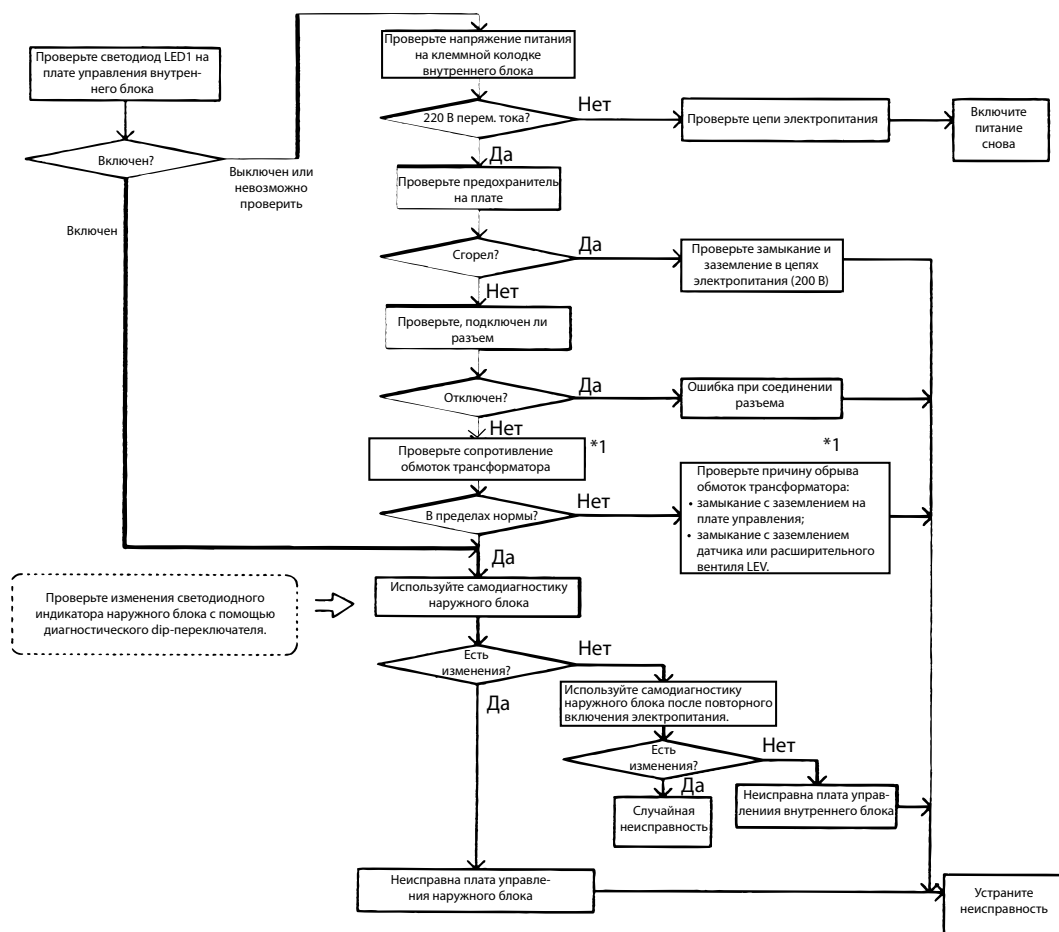 Проверьте светодиод LED1 на
плате управления внутрен-
него блока
Включен?
Выключен или
невозможно
проверить
Включен
Проверьте напряжение питания
на клеммной колодке
внутреннего блока
220 В перем. тока?
Нет
Проверьте цепи электропитания
Включите
питание
снова
Да
Проверьте предохранитель
на плате
Сгорел?
Да
Проверьте замыкание и
заземление в цепях
электропитания (200 В)
Нет
Проверьте, подключен ли
разъем
Отключен?
Да
Ошибка при соединении
разъема
Нет
Проверьте сопротивление
обмоток трансформатора
*1
*1
В пределах нормы?
Нет
Проверьте причину обрыва
обмоток трансформатора:
• замыкание с заземлением на
плате управления;
• замыкание с заземлением
датчика или расширительного
вентиля LEV.
Да
Проверьте изменения светодиодного
индикатора наружного блока с помощью
диагностического dip-переключателя.
Используйте самодиагностику
наружного блока
Есть
изменения?
Нет
Да
Используйте самодиагностику
наружного блока после повторного
включения электропитания.
Есть
изменения?
Нет
Да
Случайная
неисправность
Неисправна плата управ-
лениия внутреннего блока
Неисправна плата управле-
ния наружного блока
Устраните
неисправность